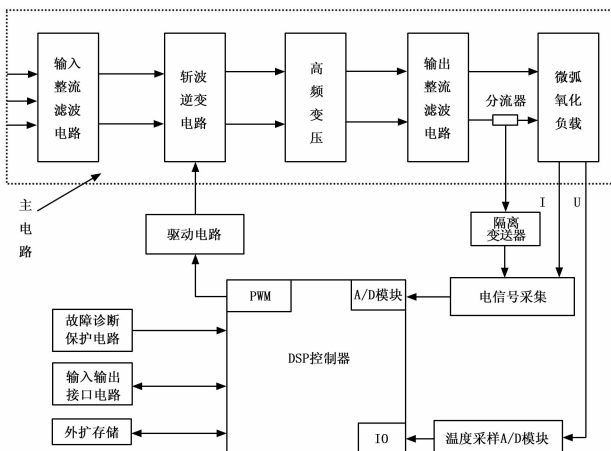 输入
整流
滤波
电路
斩波
逆变
电路
高
频
变
压
输出
整流
滤波
电路
分流器
微弧
氧化
负载
主
电
路
I
U
隔离
变送器
驱动电路
PWM
A/D模块
电信号采集
故障诊断
保护电路
DSP控制器
输入输出
接口电路
外扩存储
IO
温度采样A/D模块